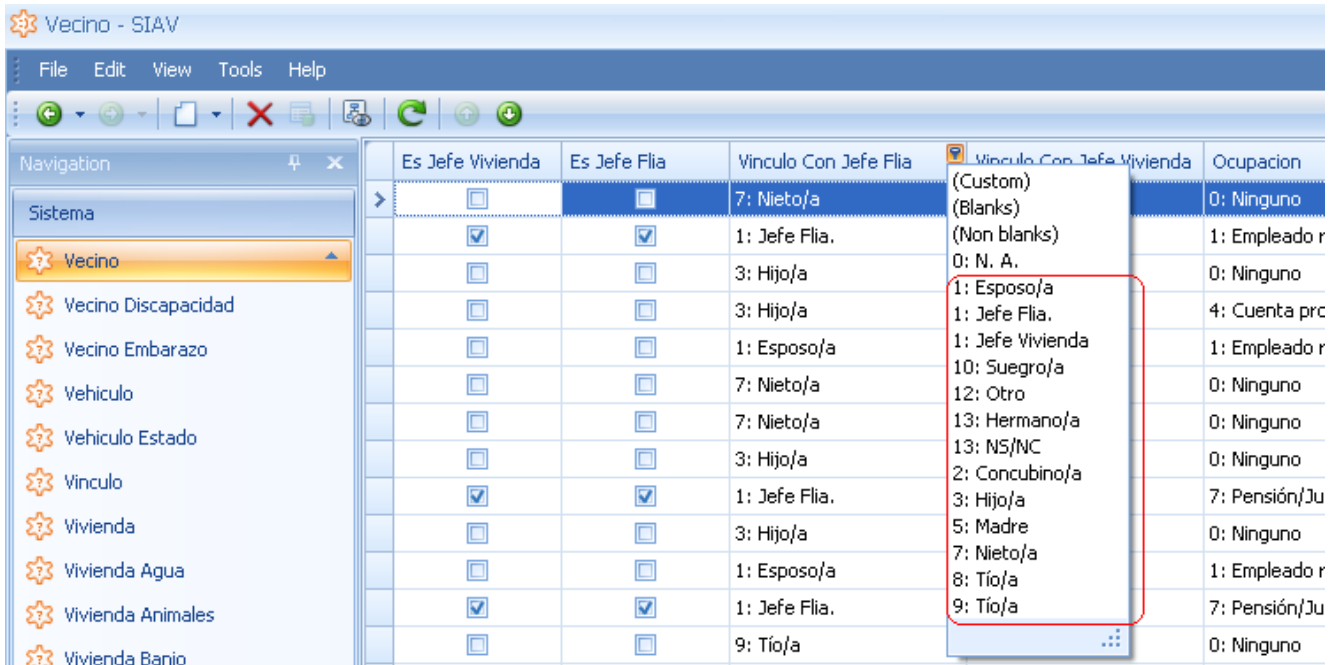 Vecino - SIAV
File Edit View Tools Help
Navigation
Sistema
Vecino
Vecino Discapacidad
Vecino Embarazo
Vehiculo
Vehiculo Estado
Vinculo
Vivienda
Vivienda Agua
Vivienda Animales
Vivienda Banio
Es Jefe Vivienda Es Jefe Flia Vinculo Con Jefe Flia Vinculo Con Jefe Vivienda Ocupacion
7: Nieto/a 0: Ninguno
1: Jefe Flia. 1: Empleado r
3: Hijo/a 0: Ninguno
3: Hijo/a 4: Cuenta pro
1: Esposo/a 1: Empleado r
7: Nieto/a 0: Ninguno
7: Nieto/a 0: Ninguno
3: Hijo/a 0: Ninguno
1: Jefe Flia. 7: Pensión/Ju
3: Hijo/a 0: Ninguno
1: Esposo/a 1: Empleado r
1: Jefe Flia. 7: Pensión/Ju
9: Tío/a 0: Ninguno
(Custom)
(Blanks)
(Non blanks)
0: N. A.
1: Esposo/a
1: Jefe Flia.
1: Jefe Vivienda
10: Suegro/a
12: Otro
13: Hermano/a
13: NS/NC
2: Concubino/a
3: Hijo/a
5: Madre
7: Nieto/a
8: Tío/a
9: Tío/a